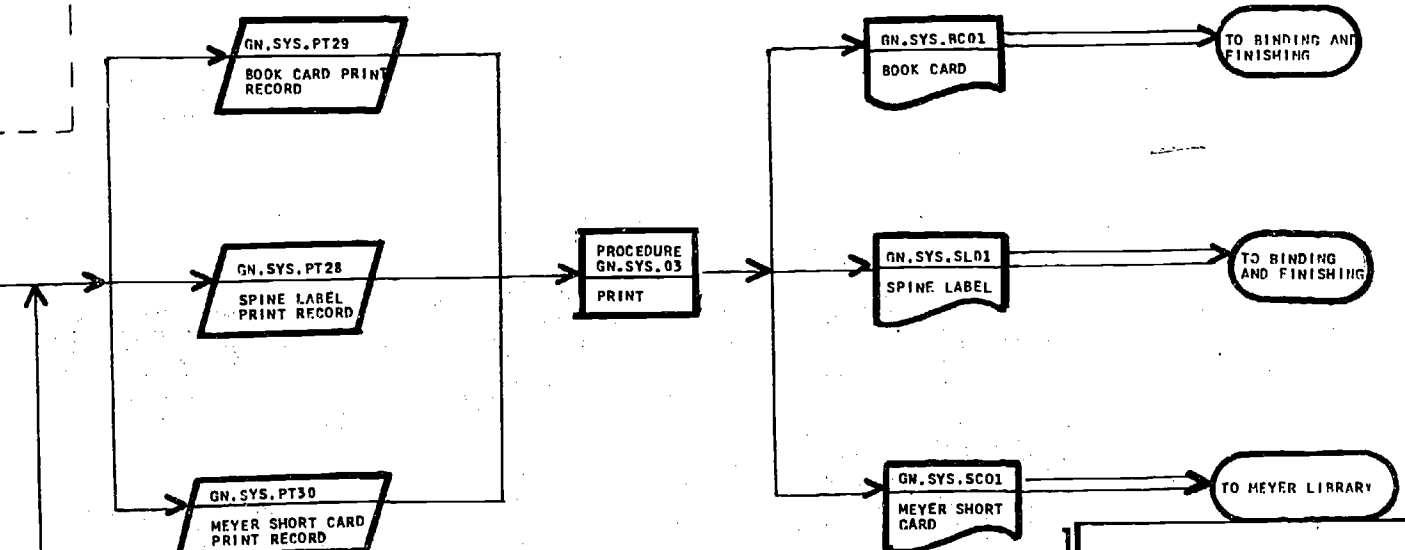 GN.SYS.PT29
BOOK CARD PRINT
RECORD
GN.SYS.BC01
BOOK CARD
TO BINDING AND
FINISHING
GN.SYS.PT28
SPINE LABEL
PRINT RECORD
PROCEDURE
GN.SYS.03
PRINT
GN.SYS.SL01
SPINE LABEL
TO BINDING
AND FINISHING
GN.SYS.PT30
MEYER SHORT CARD
PRINT RECORD
GN.SYS.SC01
MEYER SHORT
CARD
TO MEYER LIBRARY